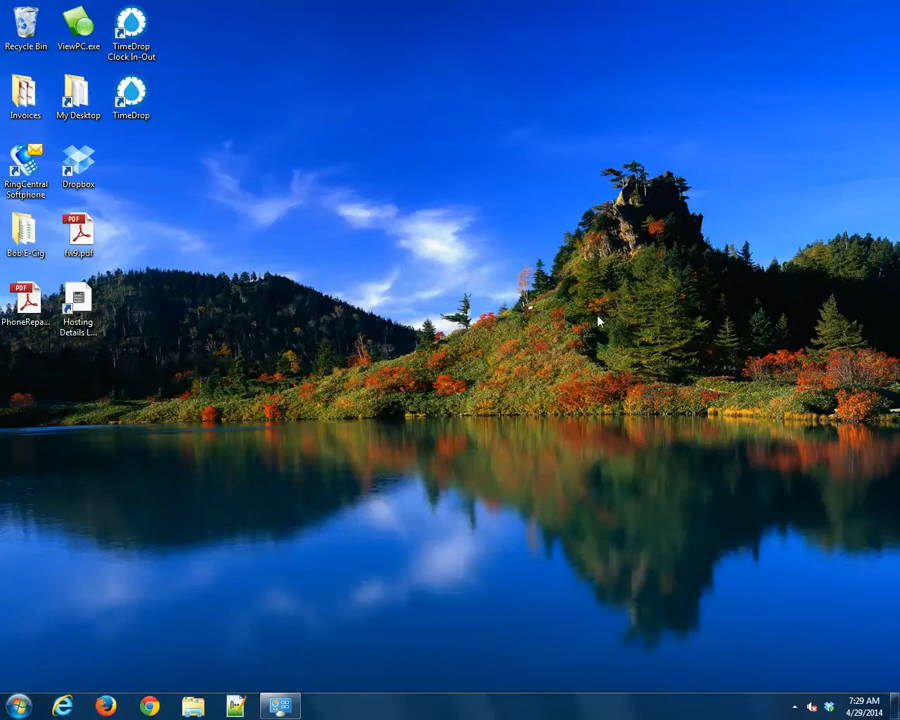 Recycle Bin
ViewPC.exe
TimeDrop
Clock In-Out
Invoices
My Desktop
TimeDrop
RingCentral
Softphone
Dropbox
Bob E-Cig
PDF
fw9.pdf
PDF
PhoneRepa...
Hosting
Details L...
7:29 AM
4/29/2014